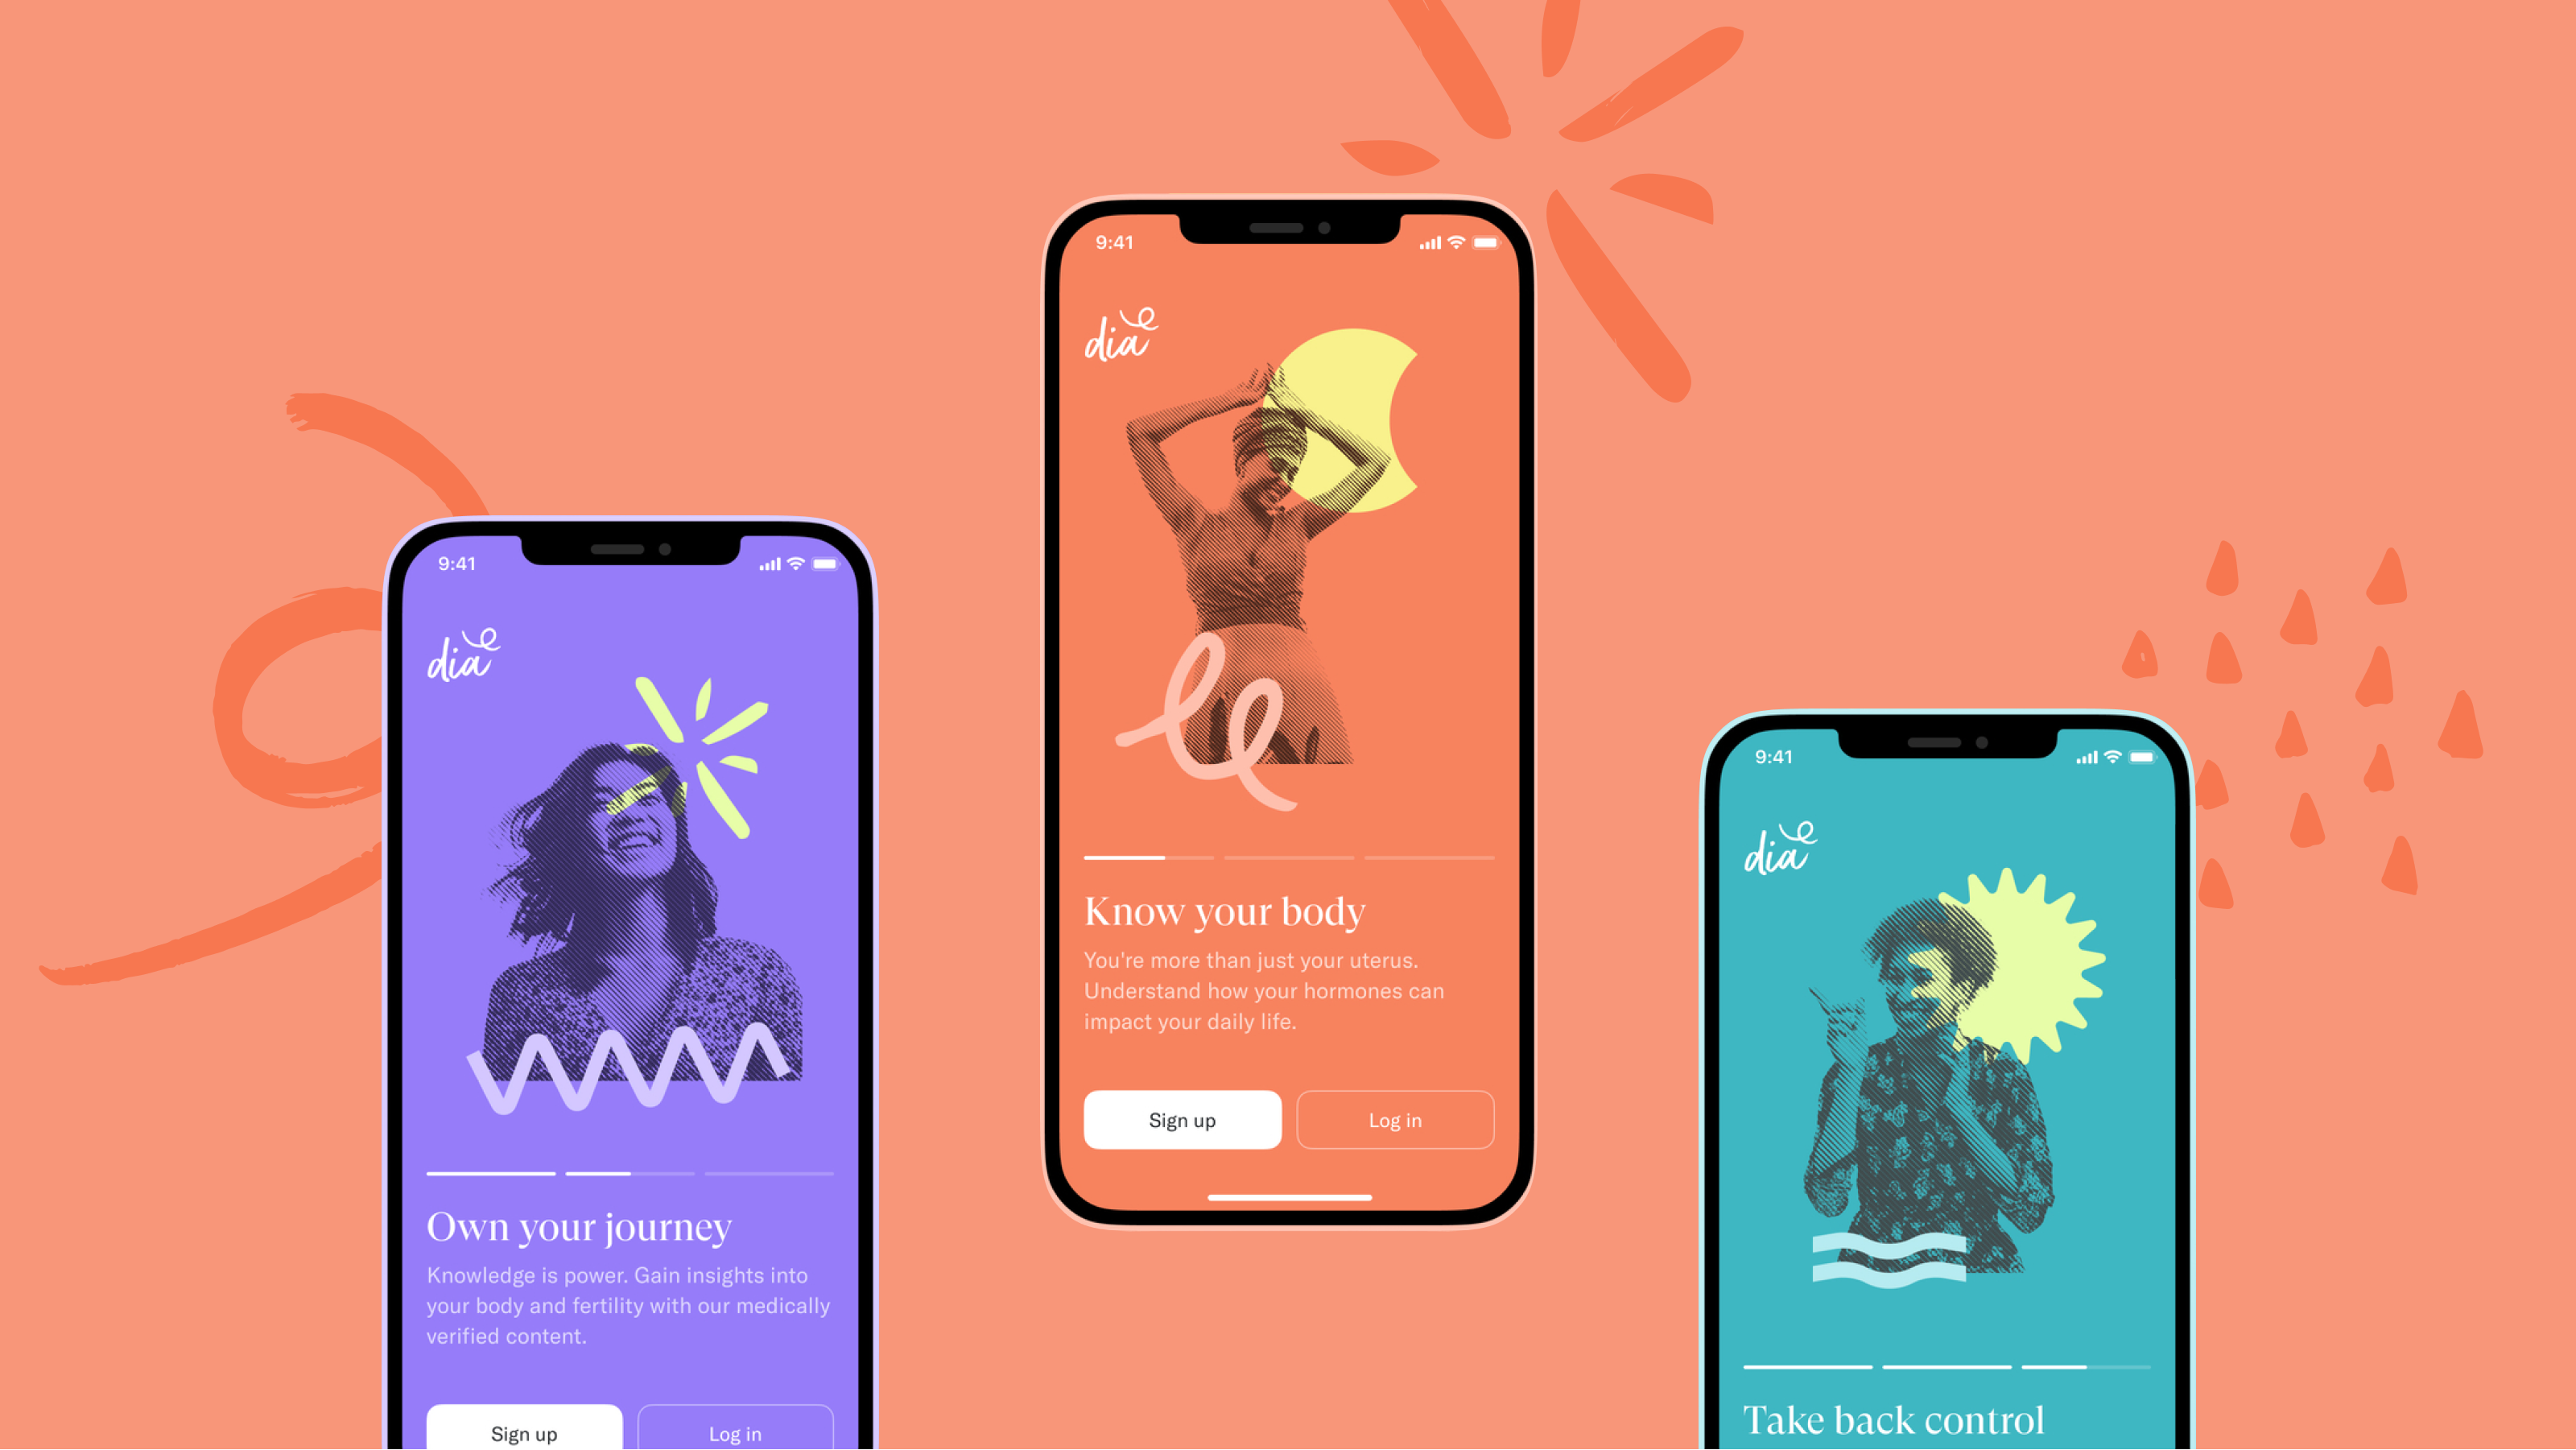 9:41
dia
Own your journey
Knowledge is power. Gain insights into
your body and fertility with our medically
verified content.
Sign up
Log in
9:41
dia
Know your body
You're more than just your uterus.
Understand how your hormones can
impact your daily life.
Sign up
Log in
9:41
dia
Take back control